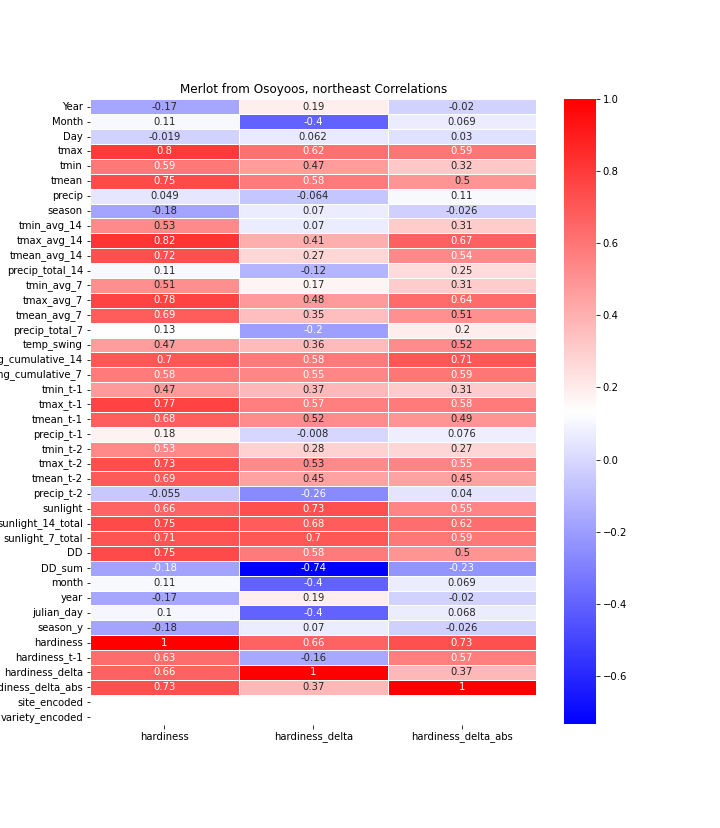 Merlot from Osoyoos, northeast Correlations
Year -0.17 0.19 -0.02
Month 0.11 -0.4 0.069
Day -0.019 0.062 0.03
tmax 0.8 0.62 0.59
tmin 0.59 0.47 0.32
tmean 0.75 0.58 0.5
precip 0.049 -0.064 0.11
season -0.18 0.07 -0.026
tmin_avg_14 0.53 0.07 0.31
tmax_avg_14 0.82 0.41 0.67
tmean_avg_14 0.72 0.27 0.54
precip_total_14 0.11 -0.12 0.25
tmin_avg_7 0.51 0.17 0.31
tmax_avg_7 0.78 0.48 0.64
tmean_avg_7 0.69 0.35 0.51
precip_total_7 0.13 -0.2 0.2
temp_swing 0.47 0.36 0.52
g_cumulative_14 0.7 0.58 0.71
ng_cumulative_7 0.58 0.55 0.59
tmin_t-1 0.47 0.37 0.31
tmax_t-1 0.77 0.57 0.58
tmean_t-1 0.68 0.52 0.49
precip_t-1 0.18 -0.008 0.076
tmin_t-2 0.53 0.28 0.27
tmax_t-2 0.73 0.53 0.55
tmean_t-2 0.69 0.45 0.45
precip_t-2 -0.055 -0.26 0.04
sunlight 0.66 0.73 0.55
sunlight_14_total 0.75 0.68 0.62
sunlight_7_total 0.71 0.7 0.59
DD 0.75 0.58 0.5
DD_sum -0.18 -0.74 -0.23
month 0.11 -0.4 0.069
year -0.17 0.19 -0.02
julian_day 0.1 -0.4 0.068
season_y -0.18 0.07 -0.026
hardiness 1 0.66 0.73
hardiness_t-1 0.63 -0.16 0.57
hardiness_delta 0.66 1 0.37
diness_delta_abs 0.73 0.37 1
site_encoded
variety_encoded
hardiness hardiness_delta hardiness_delta_abs
1.0
0.8
0.6
0.4
0.2
0.0
-0.2
-0.4
-0.6